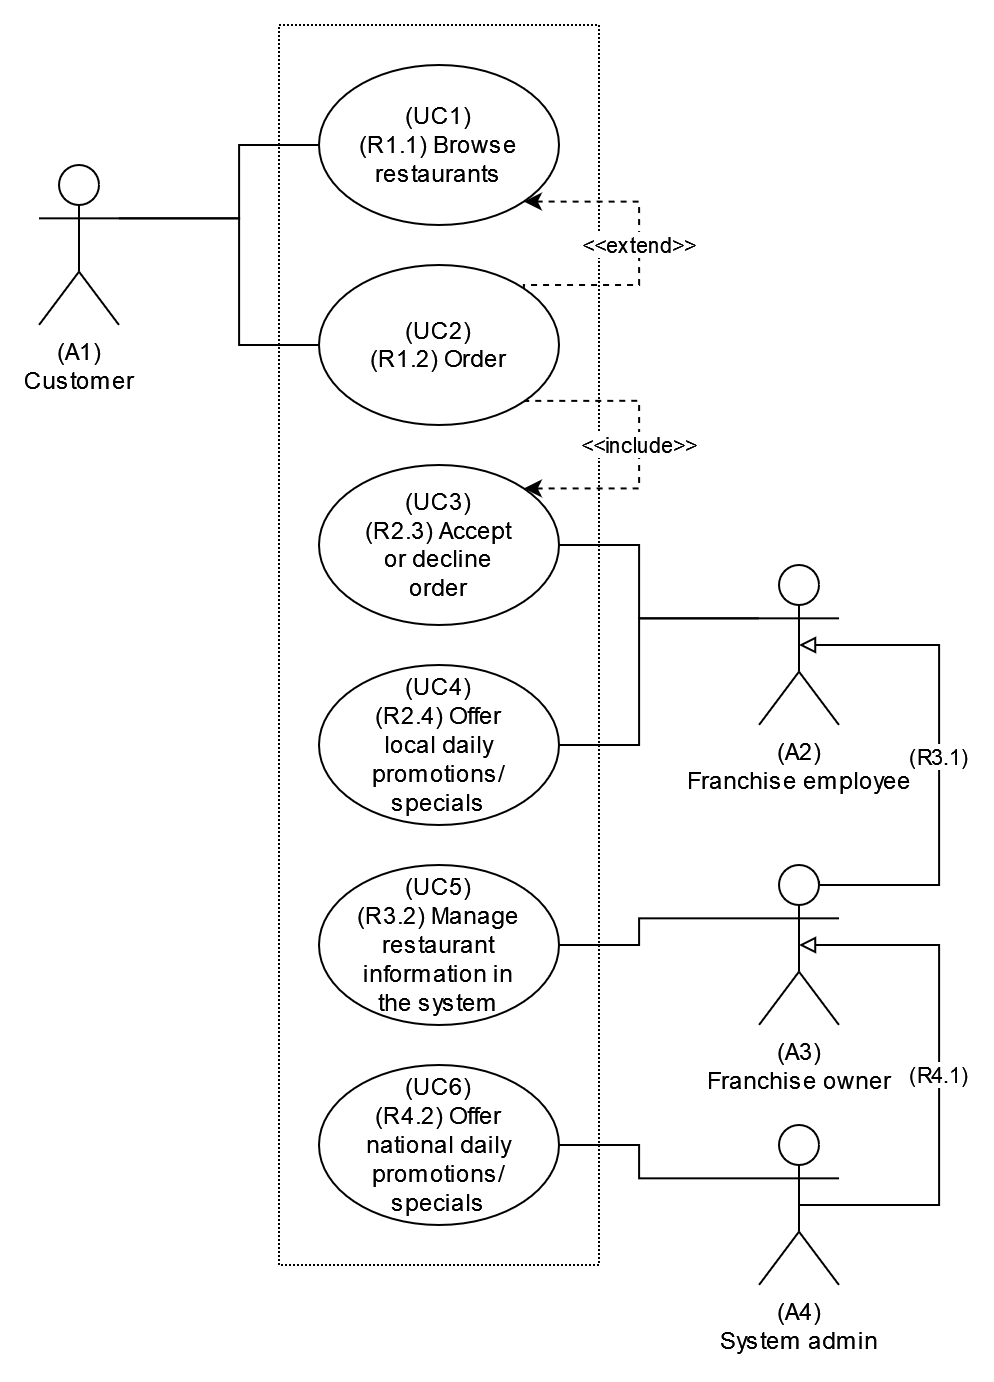 (UC1)
(R1.1) Browse
restaurants
<<extend>>
(UC2)
(R1.2) Order
(A1)
Customer
<<include>>
(UC3)
(R2.3) Accept
or decline
order
(UC4)
(R2.4) Offer
local daily
promotions/
specials
(A2)
Franchise employee
(R3.1)
(UC5)
(R3.2) Manage
restaurant
information in
the system
(A3)
Franchise owner
(R4.1)
(UC6)
(R4.2) Offer
national daily
promotions/
specials
(A4)
System admin